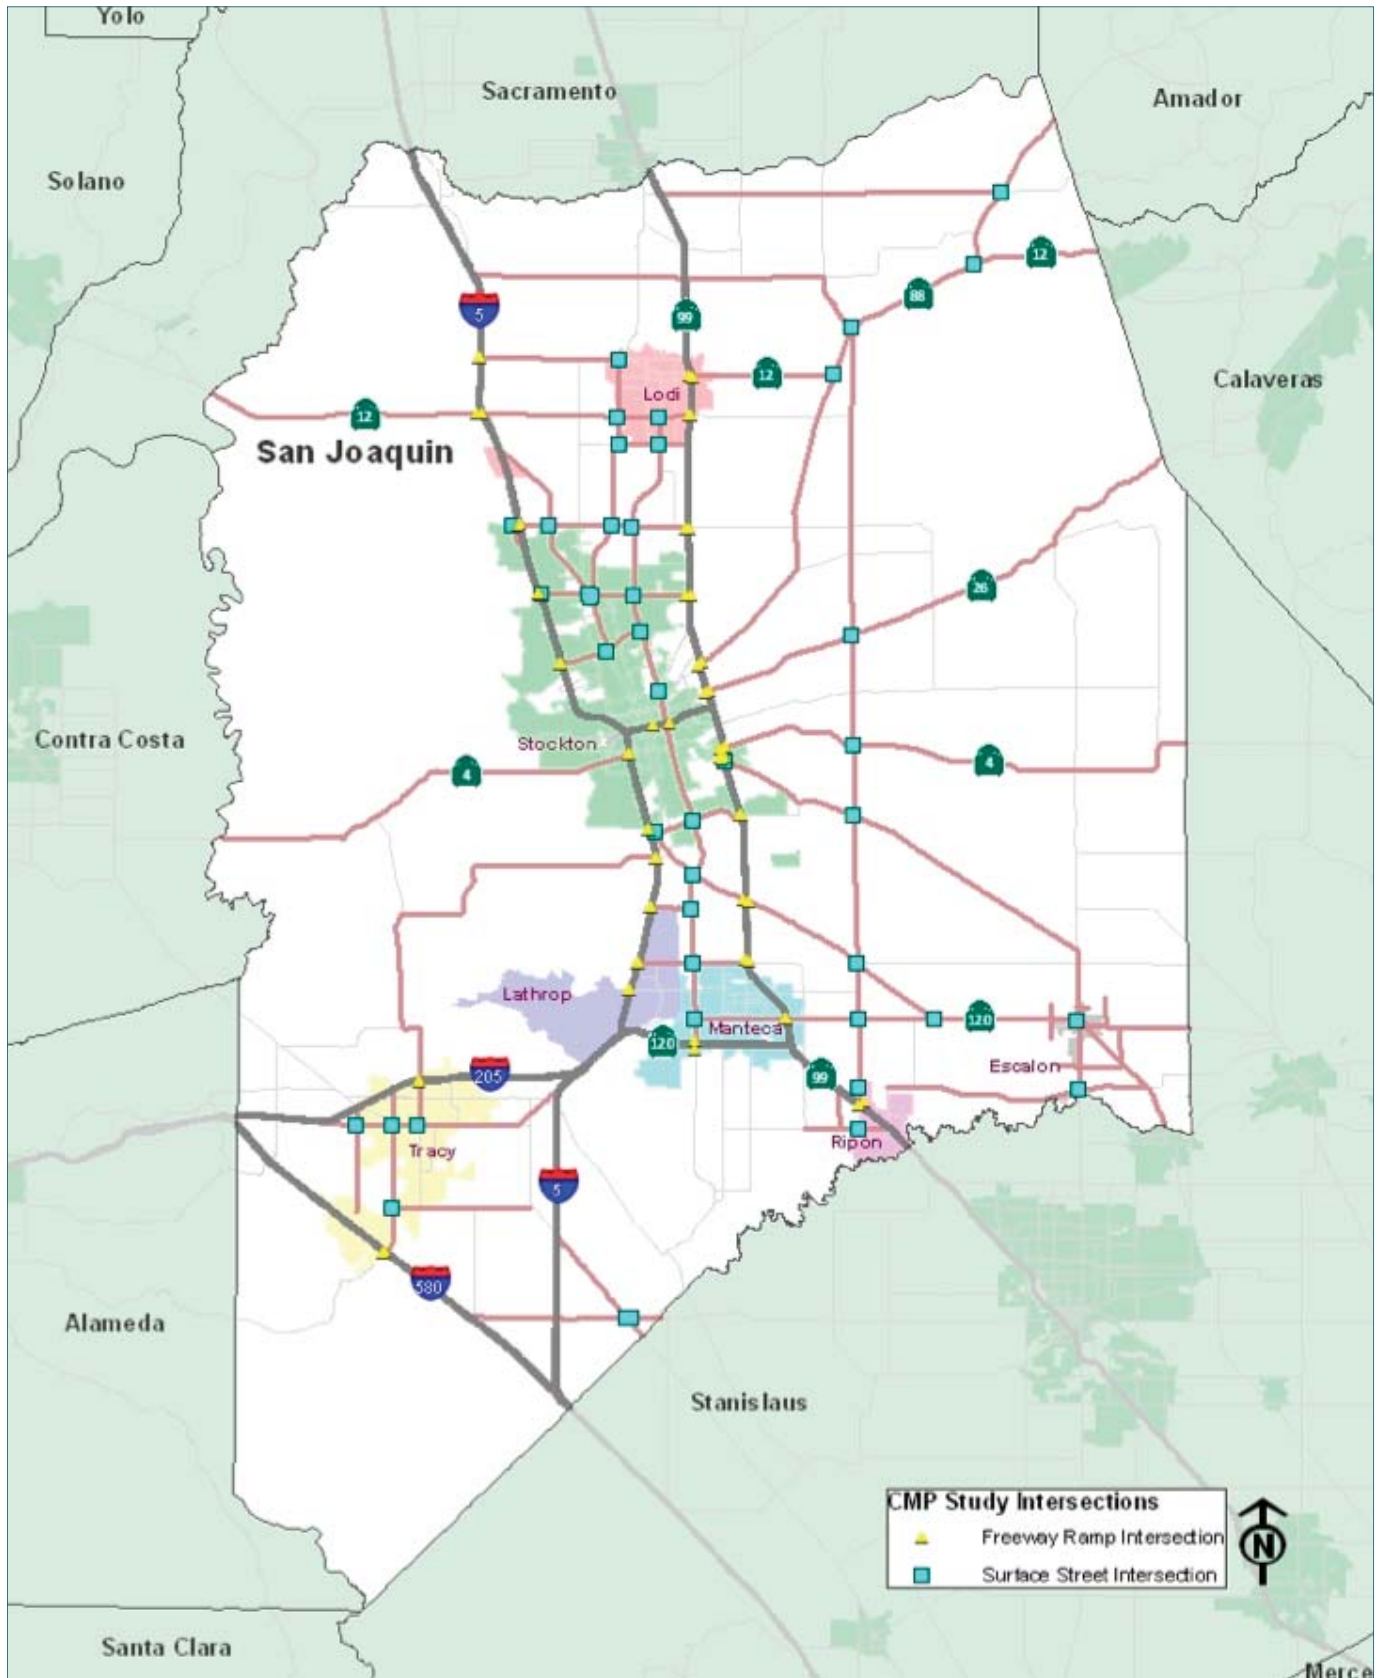 Yolo
Sacramento
Amador
Solano
12
88
5
99
12
Calaveras
Lodi
12
San Joaquin
26
Contra Costa
Stockton
4
4
Lathrop
120
Manteca
120
Escalon
205
99
Ripon
Tracy
5
580
Alameda
Stanislaus
CMP Study Intersections
Freeway Ramp Intersection
Surface Street Intersection
N
Santa Clara
Merce